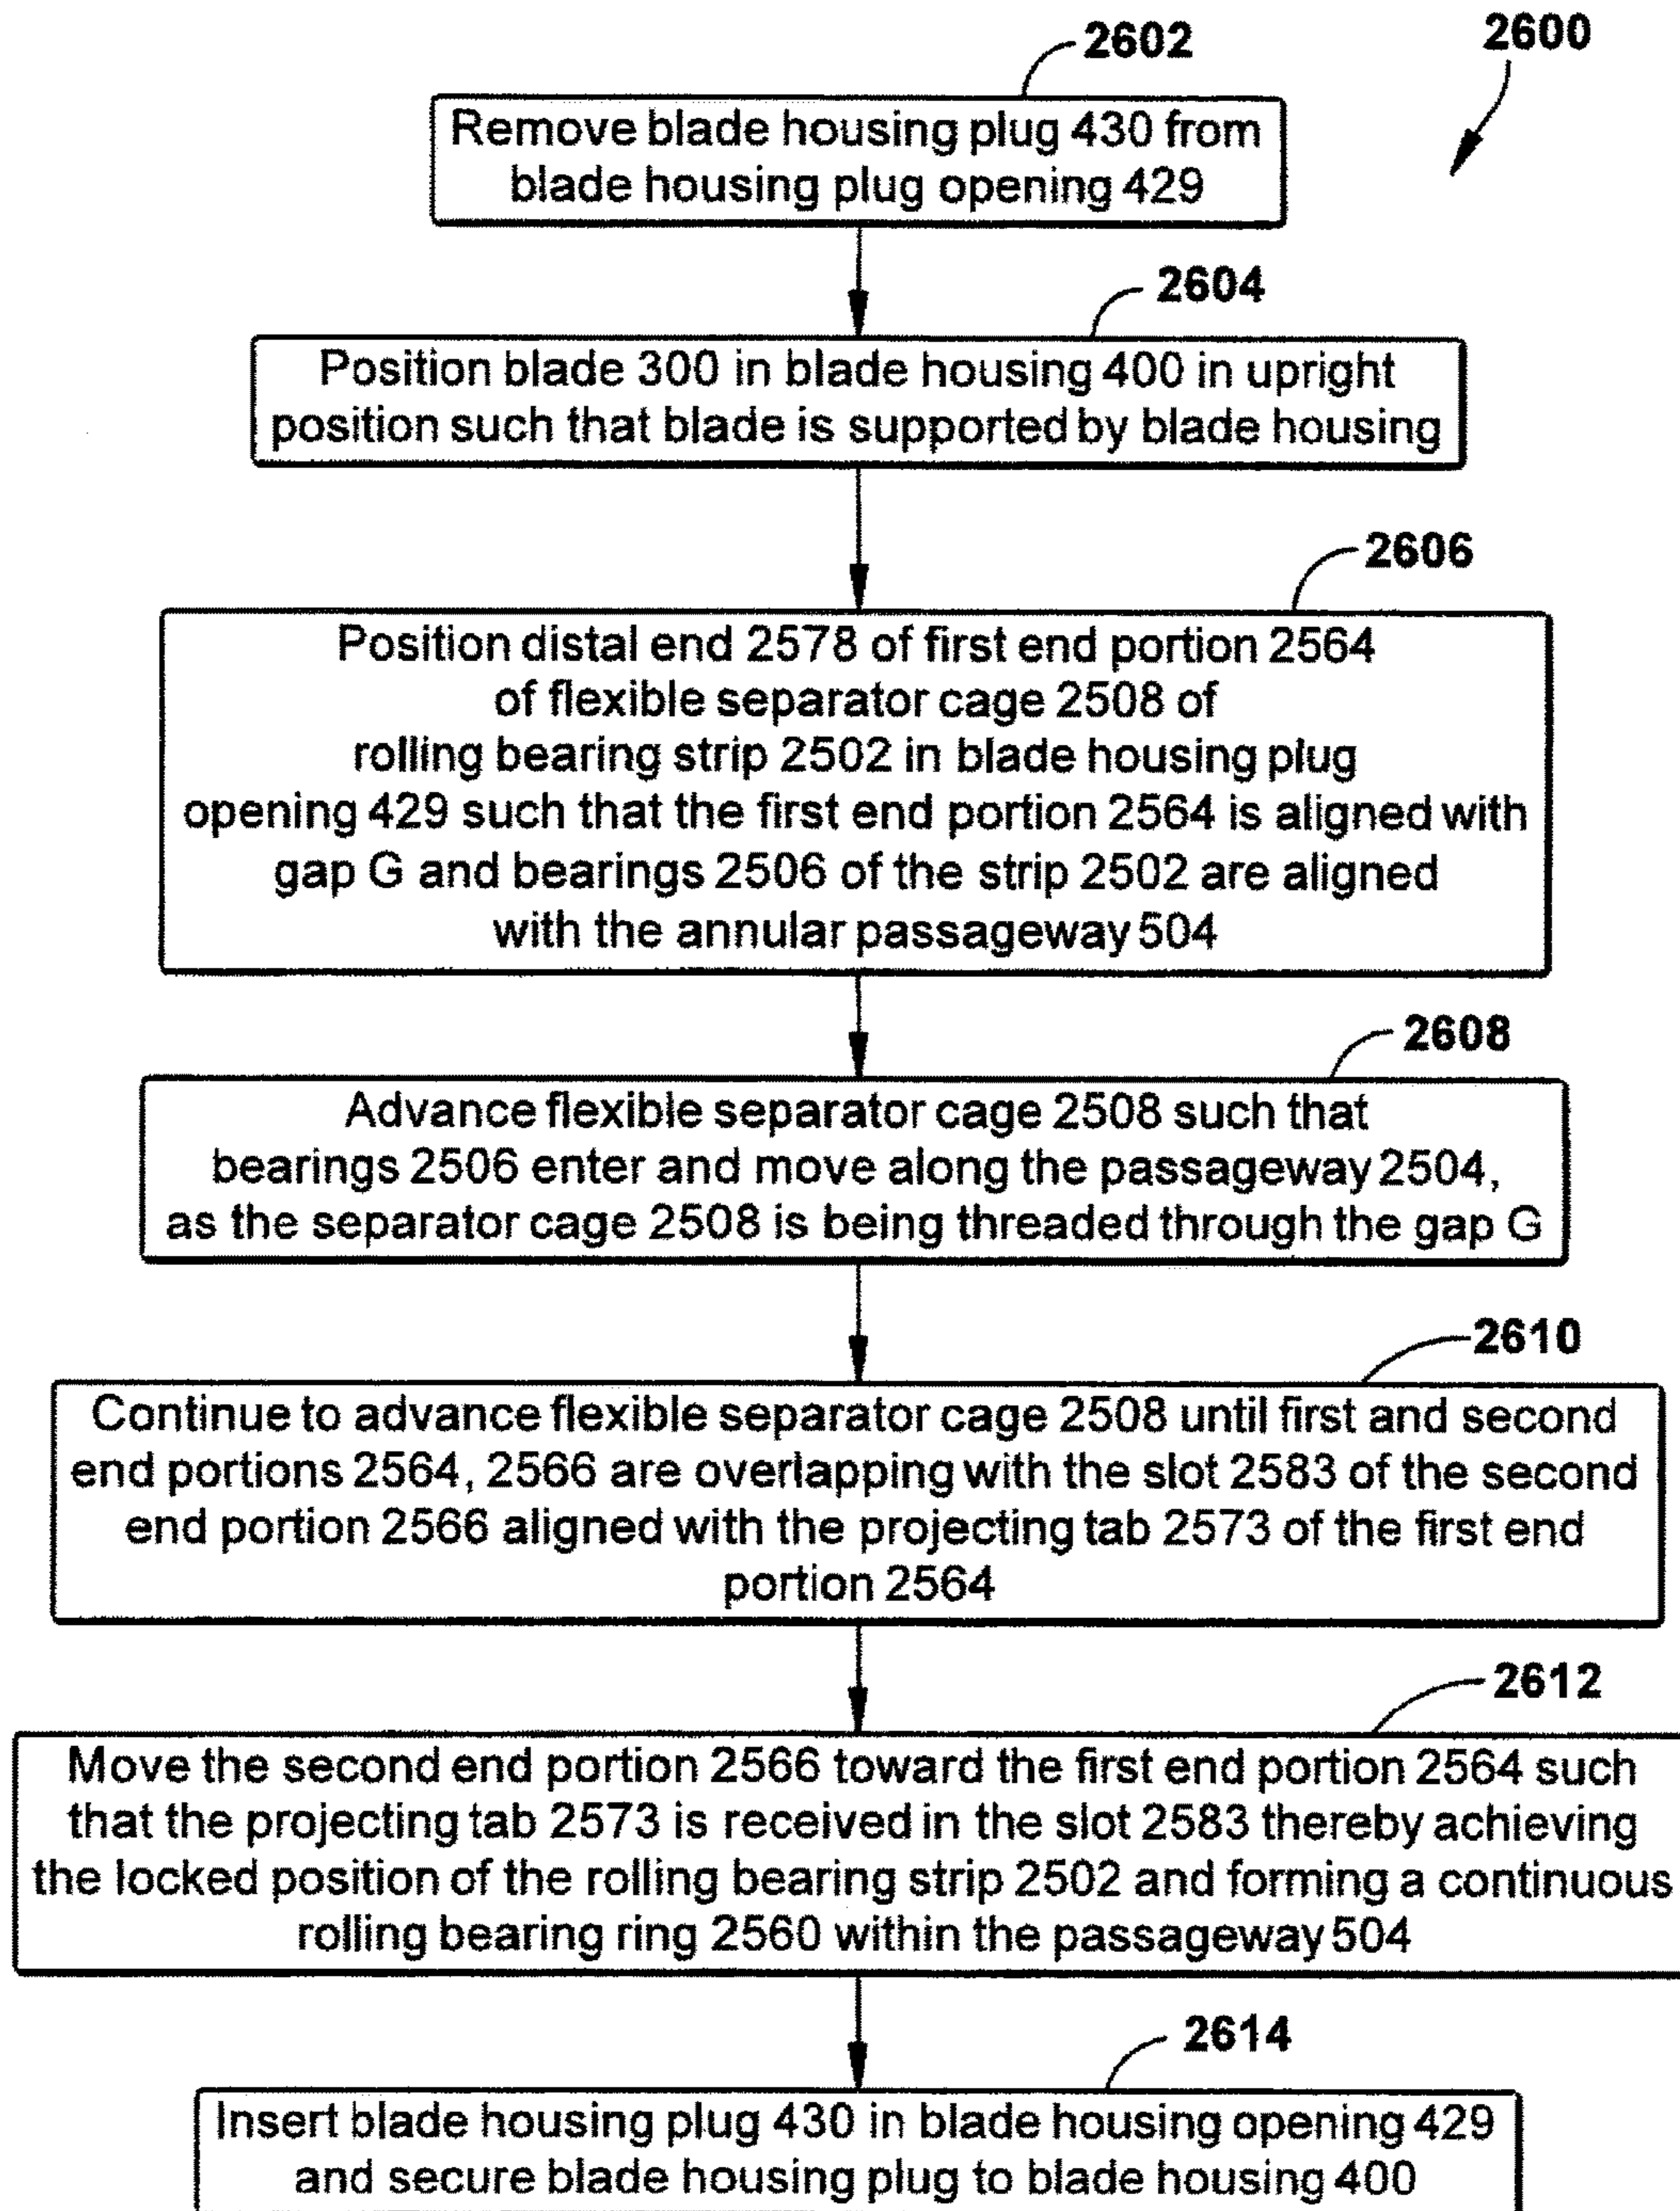 2600
2602
Remove blade housing plug 430 from
blade housing plug opening 429
2604
Position blade 300 in blade housing 400 in upright
position such that blade is supported by blade housing
2606
Position distal end 2578 of first end portion 2564
of flexible separator cage 2508 of
rolling bearing strip 2502 in blade housing plug
opening 429 such that the first end portion 2564 is aligned with
gap G and bearings 2506 of the strip 2502 are aligned
with the annular passageway 504
2608
Advance flexible separator cage 2508 such that
bearings 2506 enter and move along the passageway 2504,
as the separator cage 2508 is being threaded through the gap G
2610
Continue to advance flexible separator cage 2508 until first and second
end portions 2564, 2566 are overlapping with the slot 2583 of the second
end portion 2566 aligned with the projecting tab 2573 of the first end
portion 2564
2612
Move the second end portion 2566 toward the first end portion 2564 such
that the projecting tab 2573 is received in the slot 2583 thereby achieving
the locked position of the rolling bearing strip 2502 and forming a continuous
rolling bearing ring 2560 within the passageway 504
2614
Insert blade housing plug 430 in blade housing opening 429
and secure blade housing plug to blade housing 400